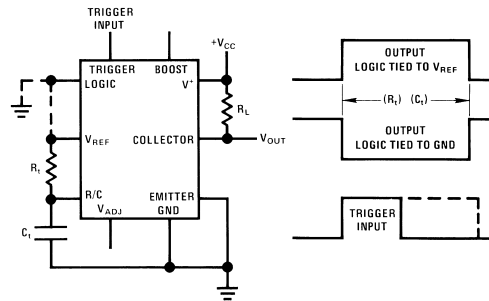 TRIGGER
INPUT
TRIGGER
LOGIC
BOOST
V+
+VCC
RL
VREF
COLLECTOR
VOUT
Rt
R/C
VADJ
EMITTER
GND
Ct
OUTPUT
LOGIC TIED TO VREF
(Rt) (Ct)
OUTPUT
LOGIC TIED TO GND
TRIGGER
INPUT